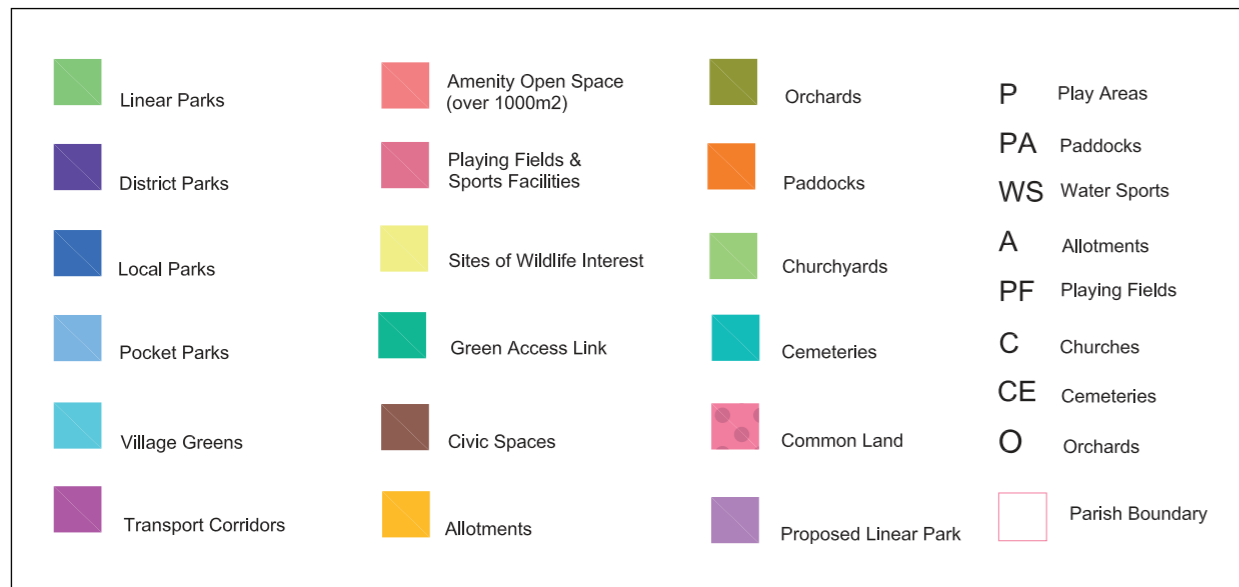 Linear Parks
District Parks
Local Parks
Pocket Parks
Village Greens
Transport Corridors
Amenity Open Space
(over 1000m2)
Playing Fields &
Sports Facilities
Sites of Wildlife Interest
Green Access Link
Civic Spaces
Allotments
Orchards
Paddocks
Churchyards
Cemeteries
Common Land
Proposed Linear Park
P Play Areas
PA Paddocks
WS Water Sports
A Allotments
PF Playing Fields
C Churches
CE Cemeteries
O Orchards
Parish Boundary